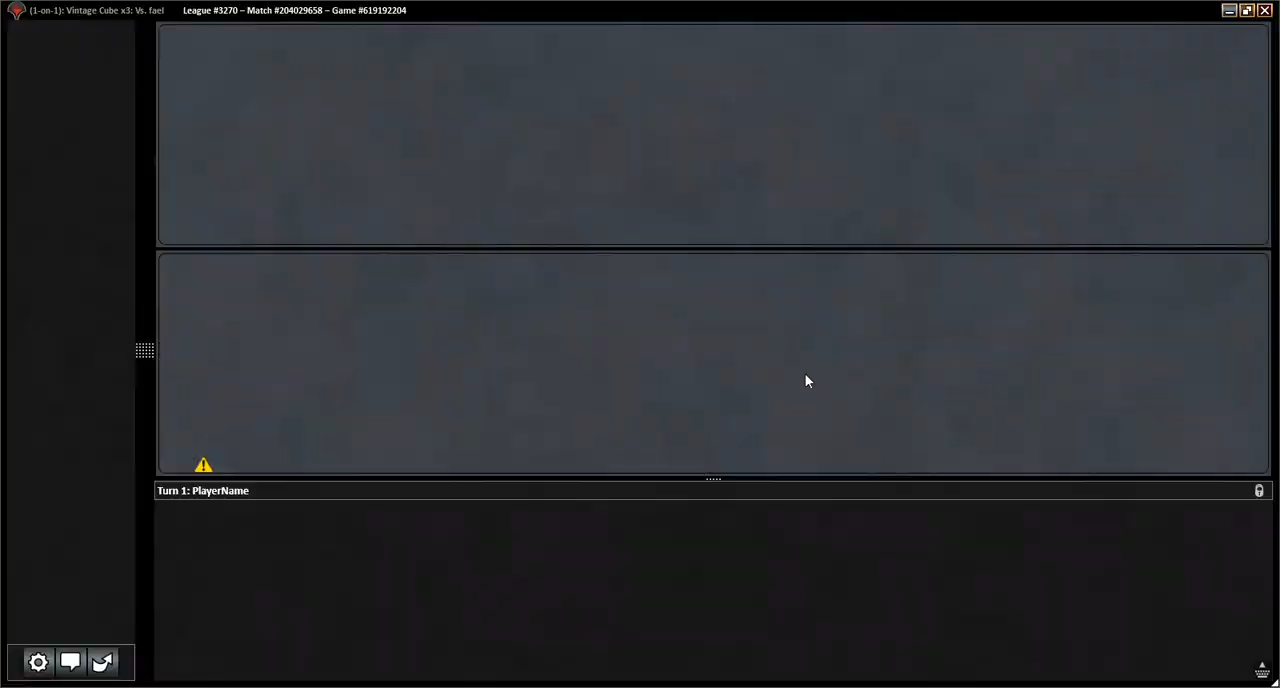 (1-on-1): Vintage Cube x3: Vs. fael League #3270 – Match #204029658 – Game #619192204
Turn 1: PlayerName